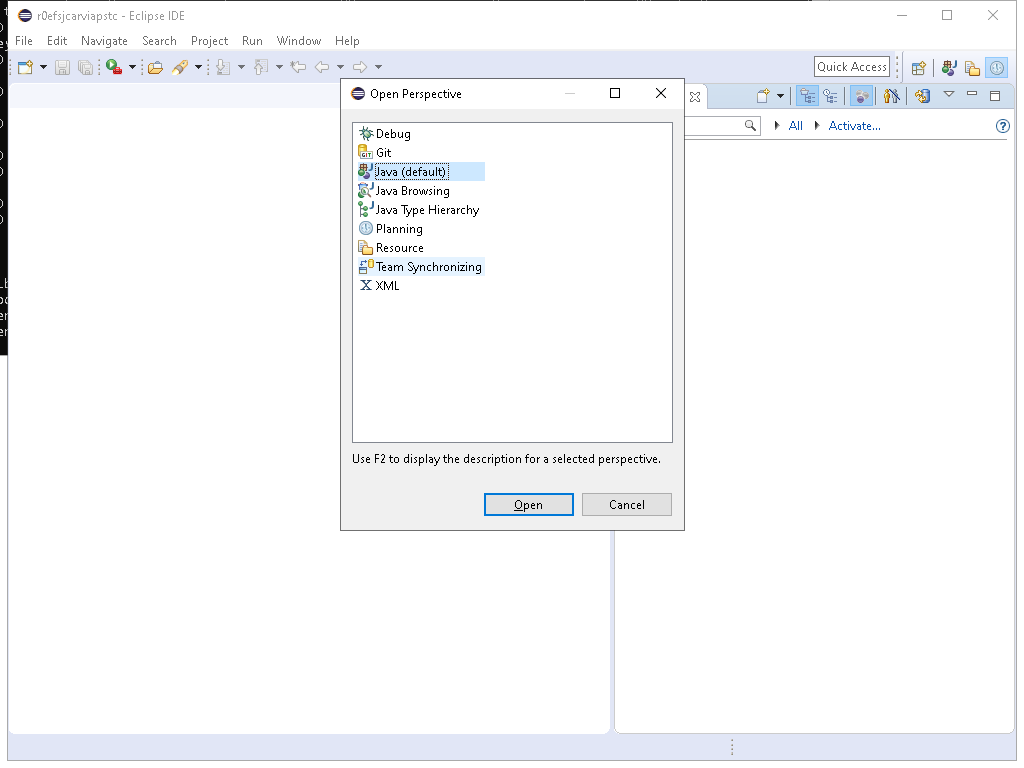 r0efsjcarviapstc - Eclipse IDE
File Edit Navigate Search Project Run Window Help
Quick Access
Open Perspective
All Activate...
Debug
GIT Git
Java (default)
Java Browsing
Java Type Hierarchy
Planning
Resource
Team Synchronizing
X XML
Use F2 to display the description for a selected perspective.
Open Cancel